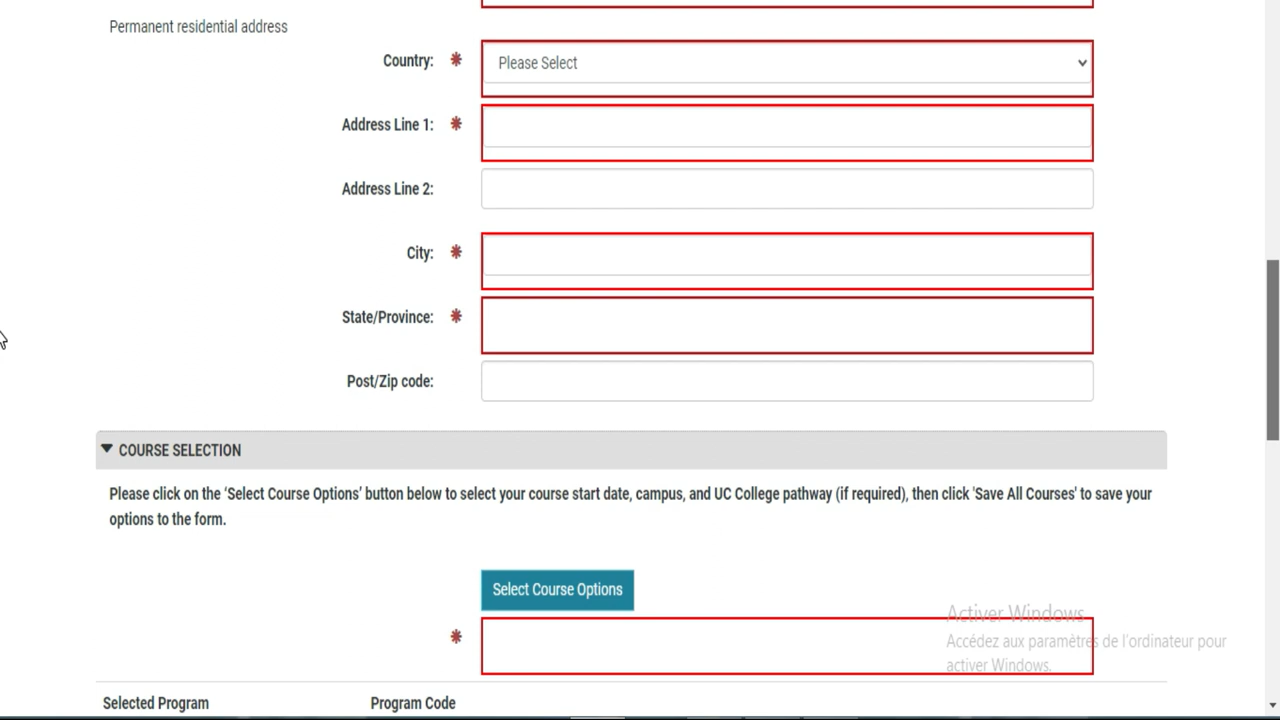 Permanent residential address
Country: * Please Select
Address Line 1: *
Address Line 2:
City: *
State/Province: *
Post/Zip code:
COURSE SELECTION
Please click on the 'Select Course Options' button below to select your course start date, campus, and UC College pathway (if required), then click 'Save All Courses' to save your
options to the form.
Select Course Options
*
Activer Windows
Accédez aux paramètres de l'ordinateur pour
activer Windows.
Selected Program Program Code